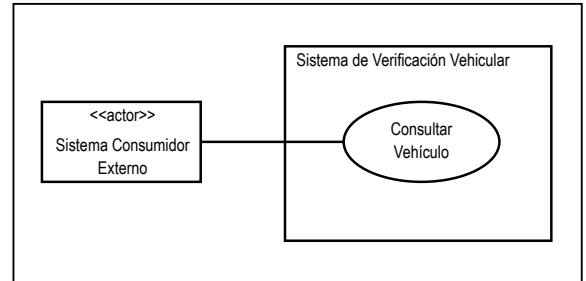 Sistema de Verificación Vehicular
<<actor>>
Sistema Consumidor
Externo
Consultar
Vehículo